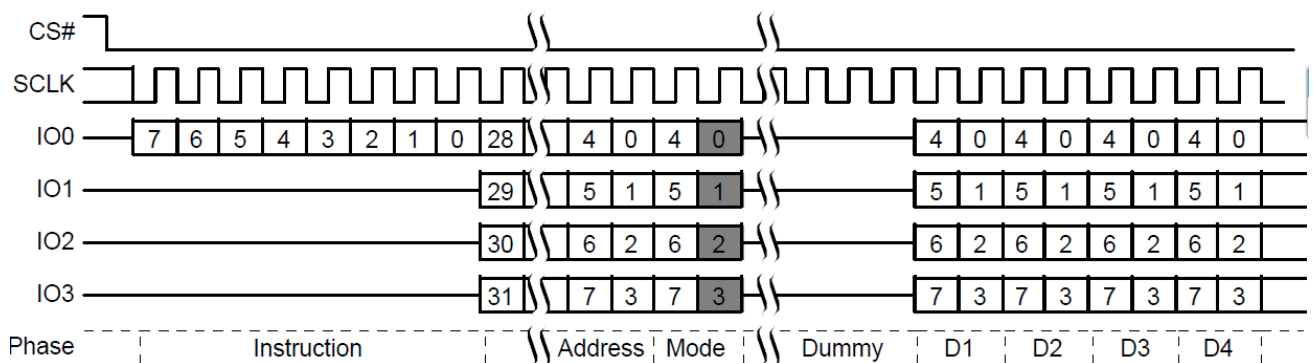 CS#
SCLK
IO0 7 6 5 4 3 2 1 0 28 4 0 4 0 4 0 4 0 4 0 4 0
IO1 29 5 1 5 1 5 1 5 1 5 1 5 1
IO2 30 6 2 6 2 6 2 6 2 6 2 6 2
IO3 31 7 3 7 3 7 3 7 3 7 3 7 3
Phase Instruction Address Mode Dummy D1 D2 D3 D4